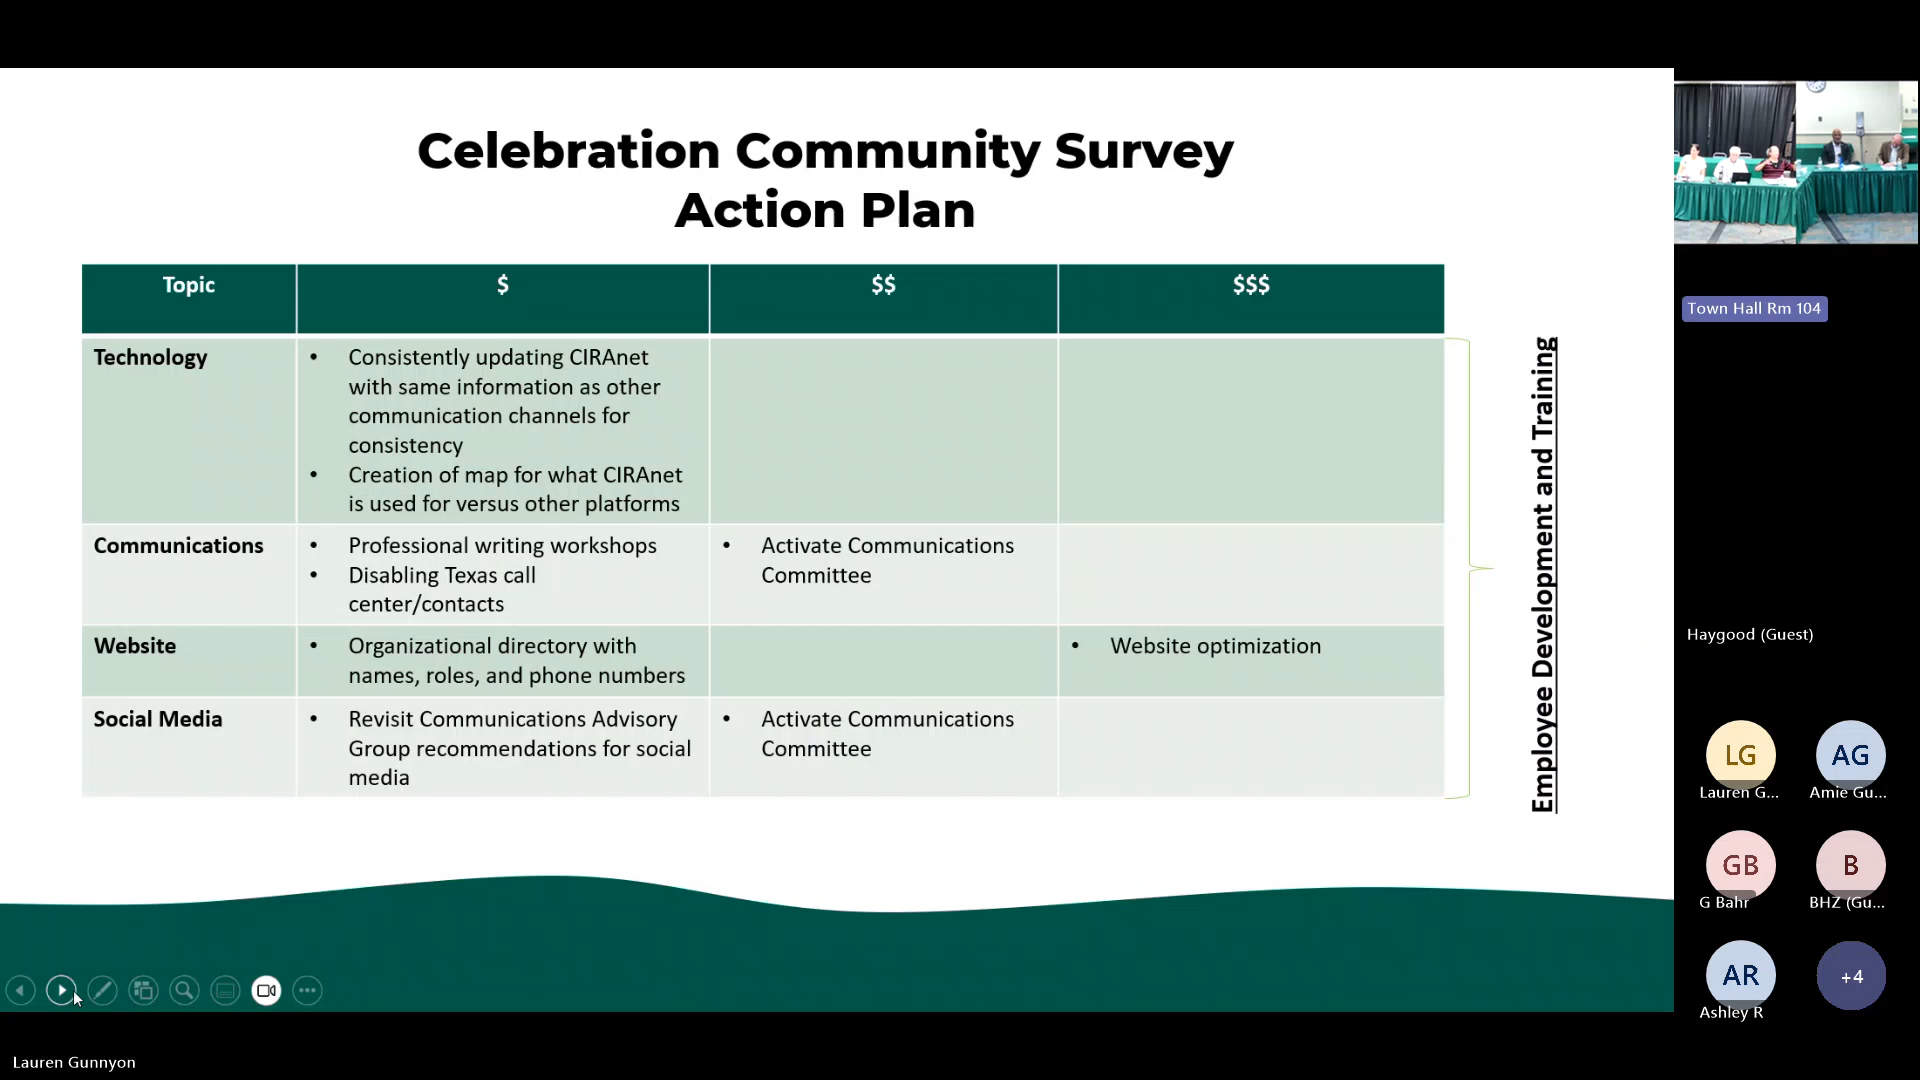 Celebration Community Survey
Action Plan
Topic
$
$$
$$$
Technology
• Consistently updating CIRAnet
with same information as other
communication channels for
consistency
• Creation of map for what CIRAnet
is used for versus other platforms
Communications
• Professional writing workshops
• Disabling Texas call
center/contacts
• Activate Communications
Committee
Website
• Organizational directory with
names, roles, and phone numbers
• Website optimization
Social Media
• Revisit Communications Advisory
Group recommendations for social
media
• Activate Communications
Committee
Employee Development and Training
Town Hall Rm 104
Haygood (Guest)
LG
Lauren G...
AG
Amie Gu...
GB
G Bahr
B
BHZ (Gu...
AR
Ashley R
+4
Lauren Gunnyon